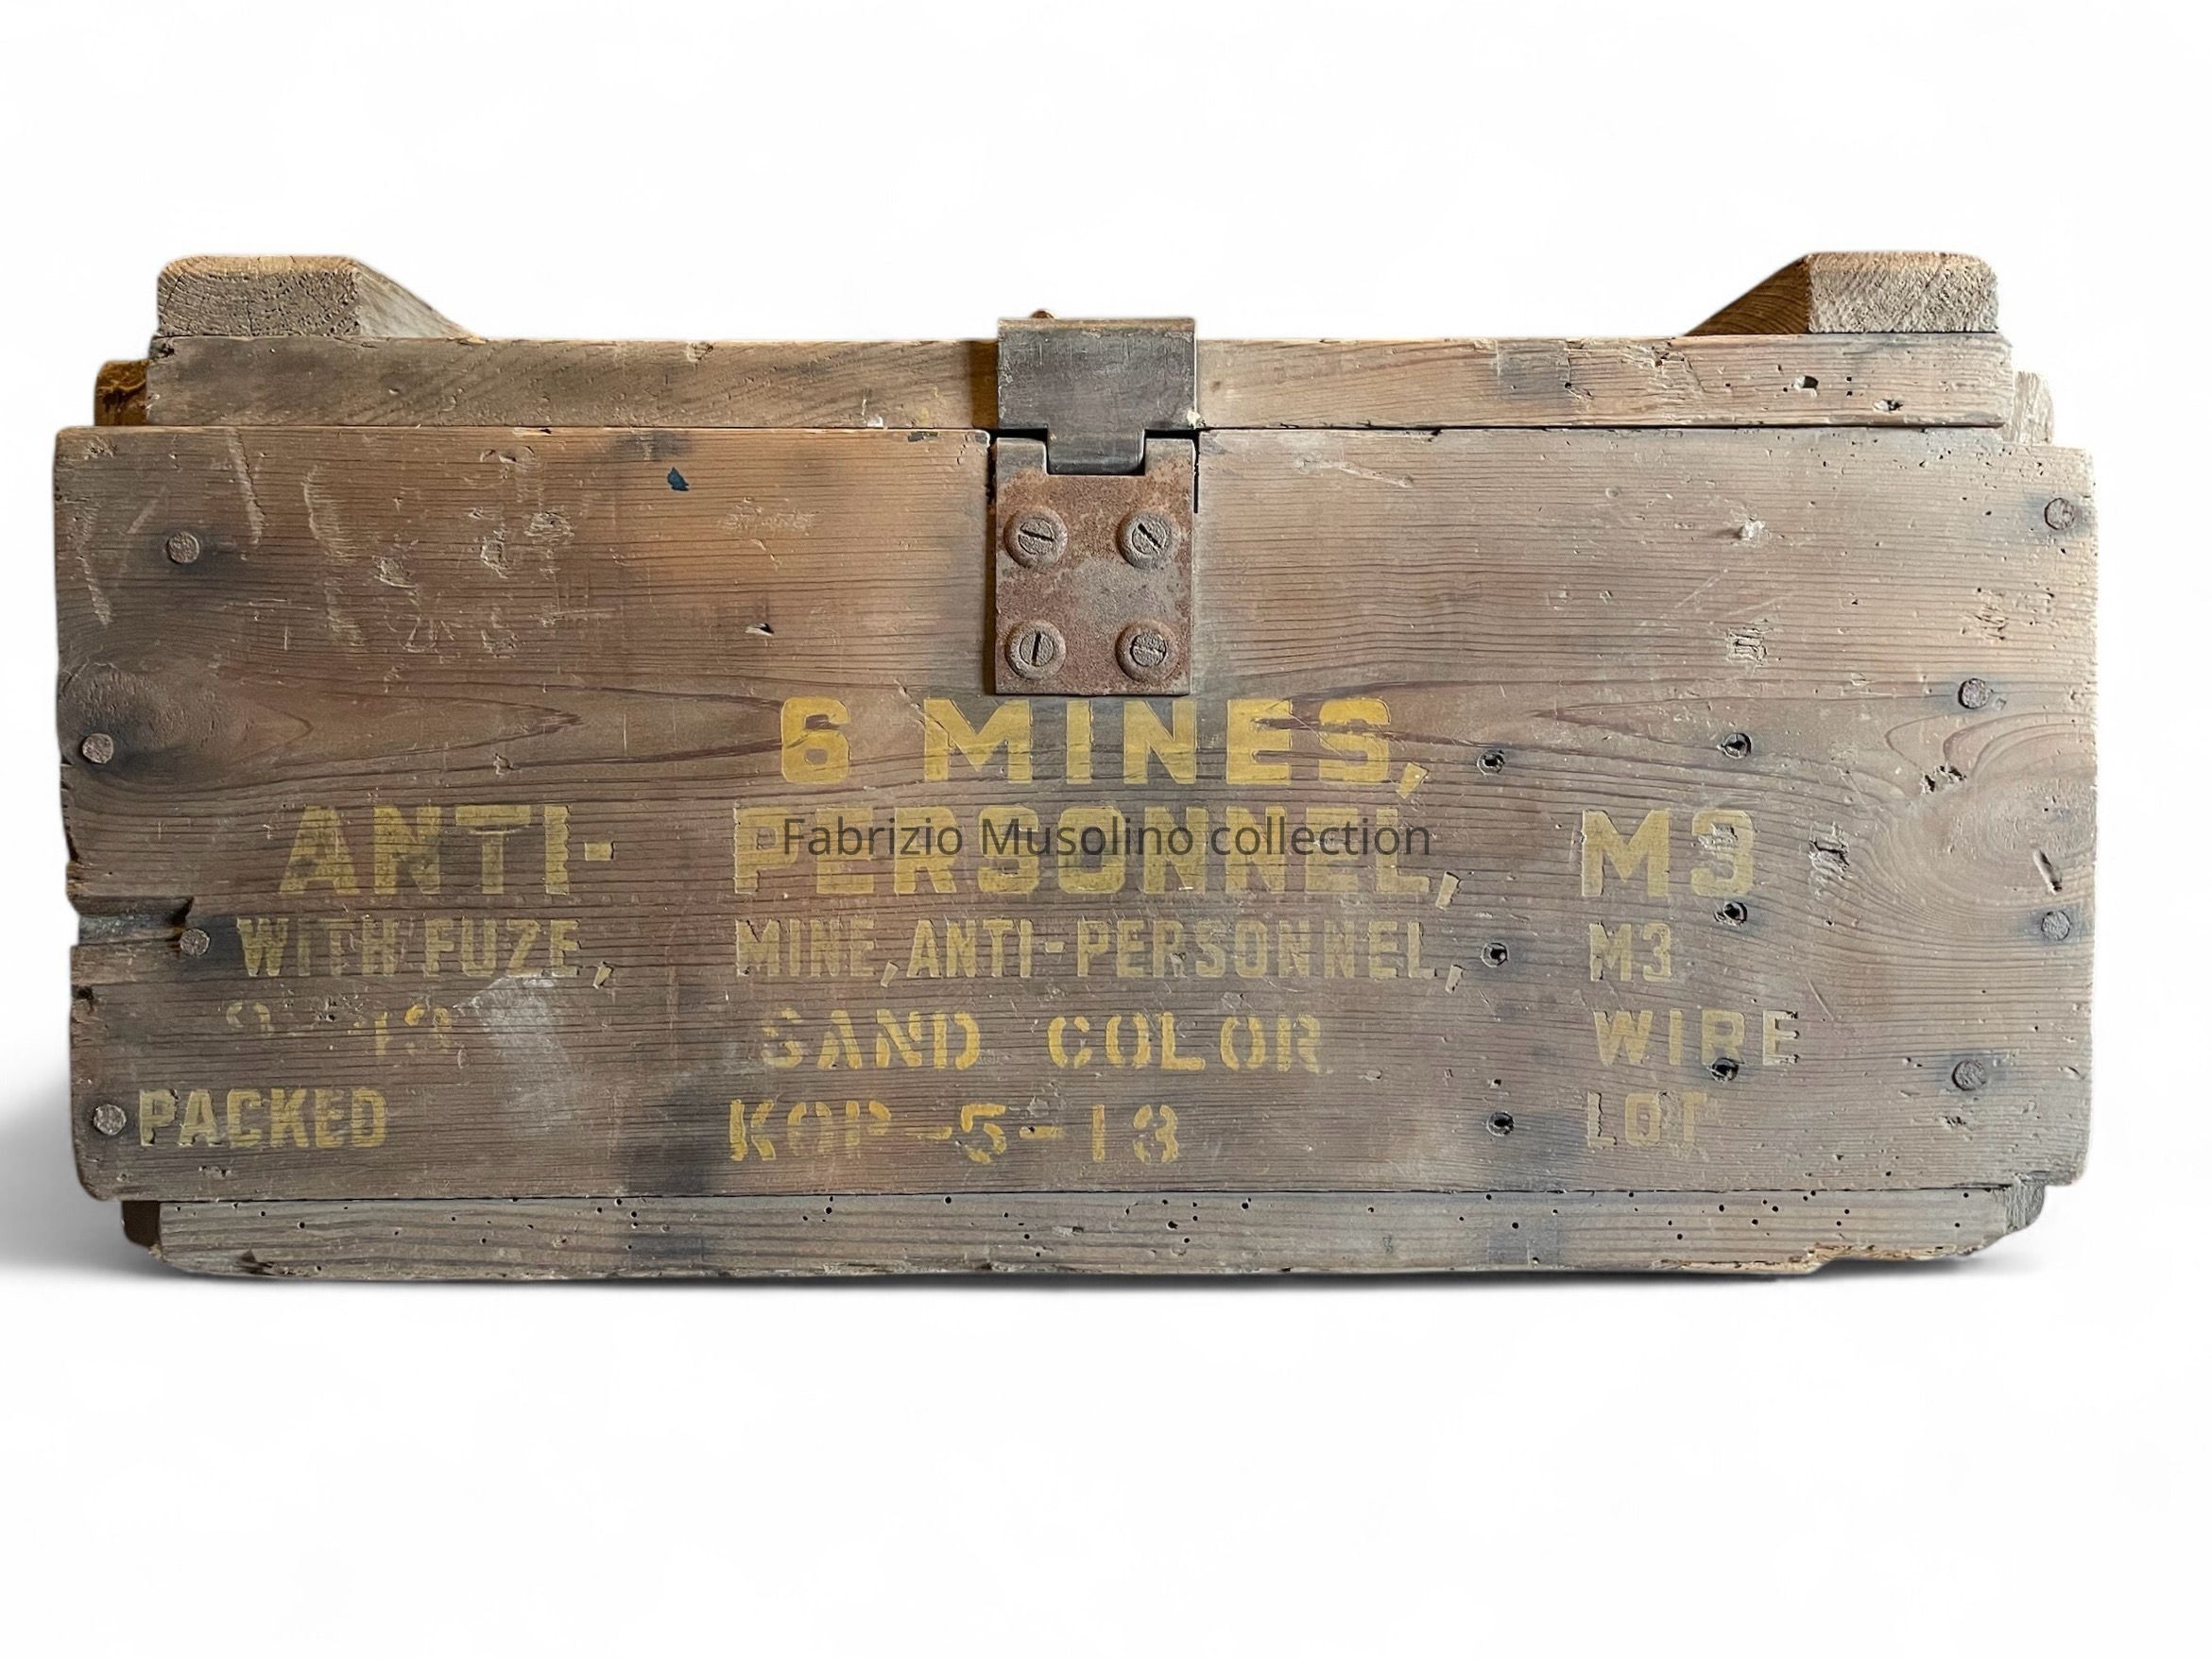 6 MINES,
ANTI- PERSONNEL, M3
WITH FUZE, MINE, ANTI-PERSONNEL, M3
SAND COLOR WIRE
PACKED KOP-5-13 LOT
Fabrizio Musolino collection